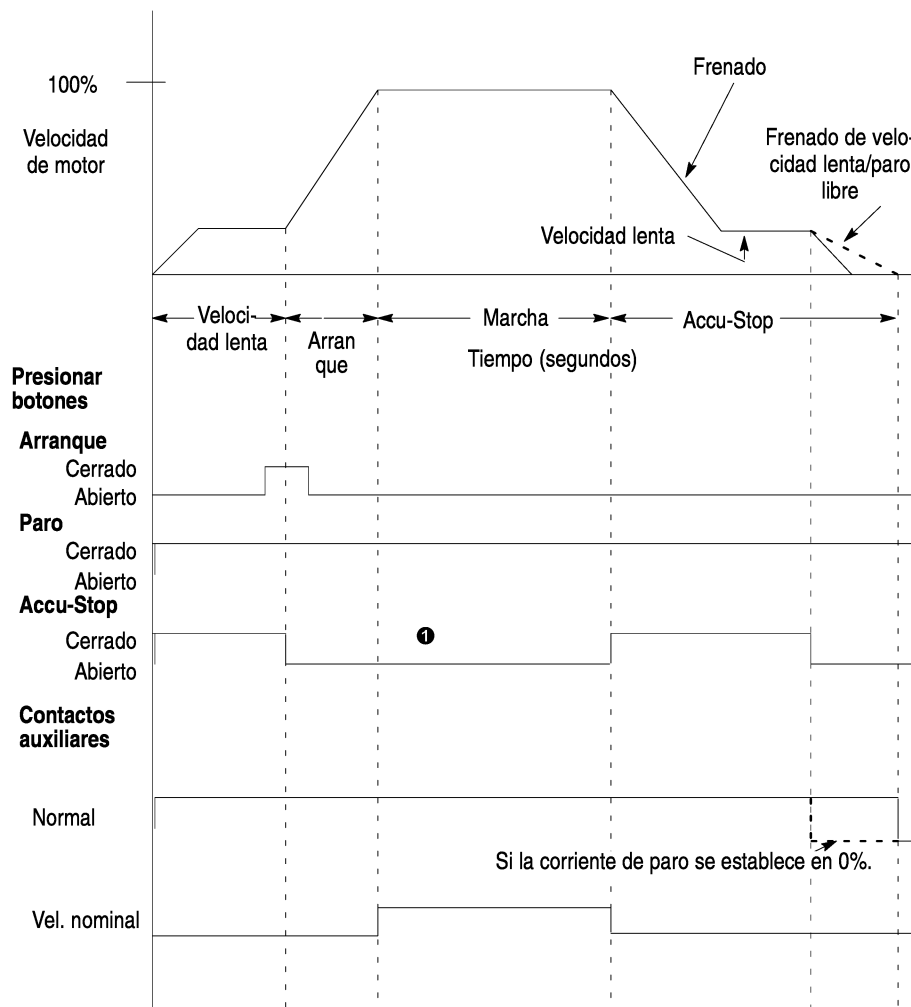 100%
Velocidad
de motor
Frenado
Frenado de velo-
cidad lenta/paro
libre
Velocidad lenta
Veloci-
dad lenta
Arran
que
Marcha
Accu-Stop
Tiempo (segundos)
Presionar
botones
Arranque
Cerrado
Abierto
Paro
Cerrado
Abierto
Accu-Stop
Cerrado
❶
Abierto
Contactos
auxiliares
Normal
Si la corriente de paro se establece en 0%.
Vel. nominal